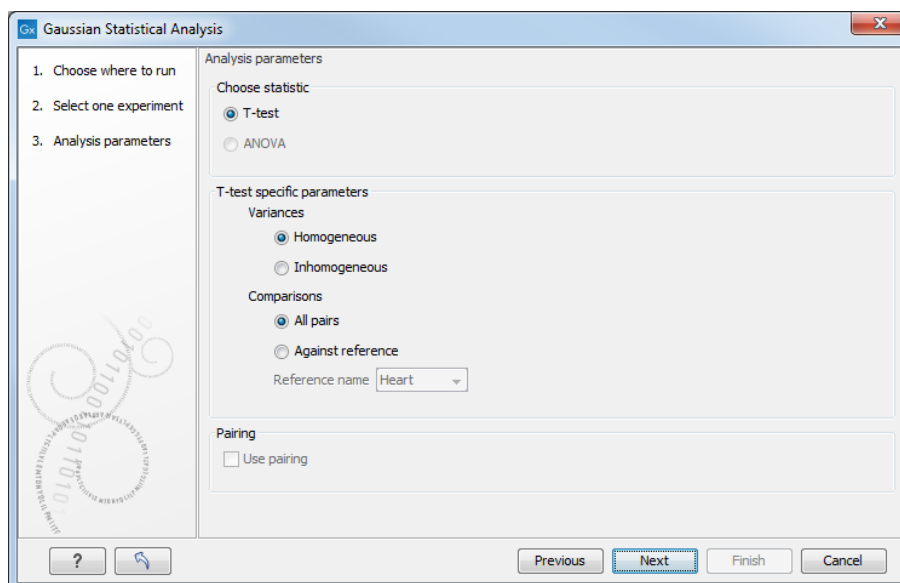 Gx Gaussian Statistical Analysis
1. Choose where to run
2. Select one experiment
3. Analysis parameters
Analysis parameters
Choose statistic
T-test
ANOVA
T-test specific parameters
Variances
Homogeneous
Inhomogeneous
Comparisons
All pairs
Against reference
Reference name Heart
Pairing
Use pairing
? Previous Next Finish Cancel